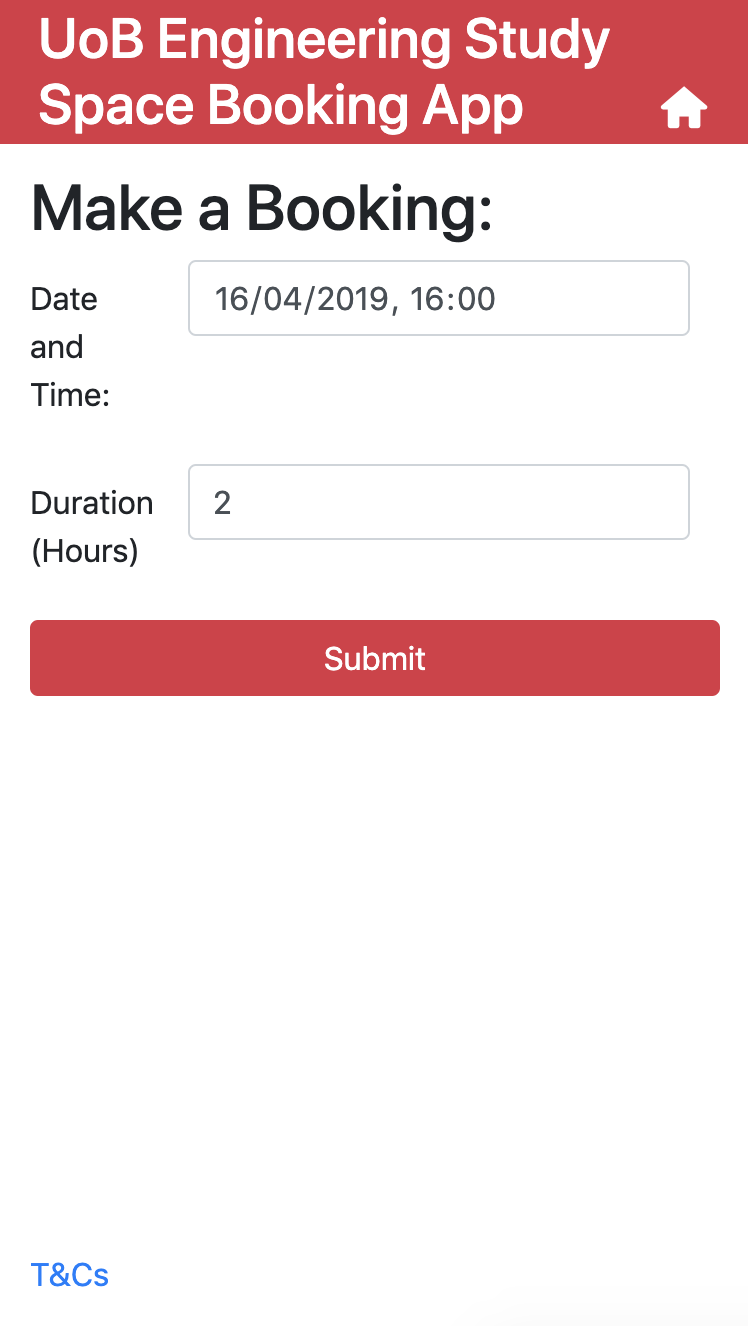 UoB Engineering Study
Space Booking App
Make a Booking:
Date
and
Time:
16/04/2019, 16:00
Duration
(Hours)
2
Submit
T&Cs